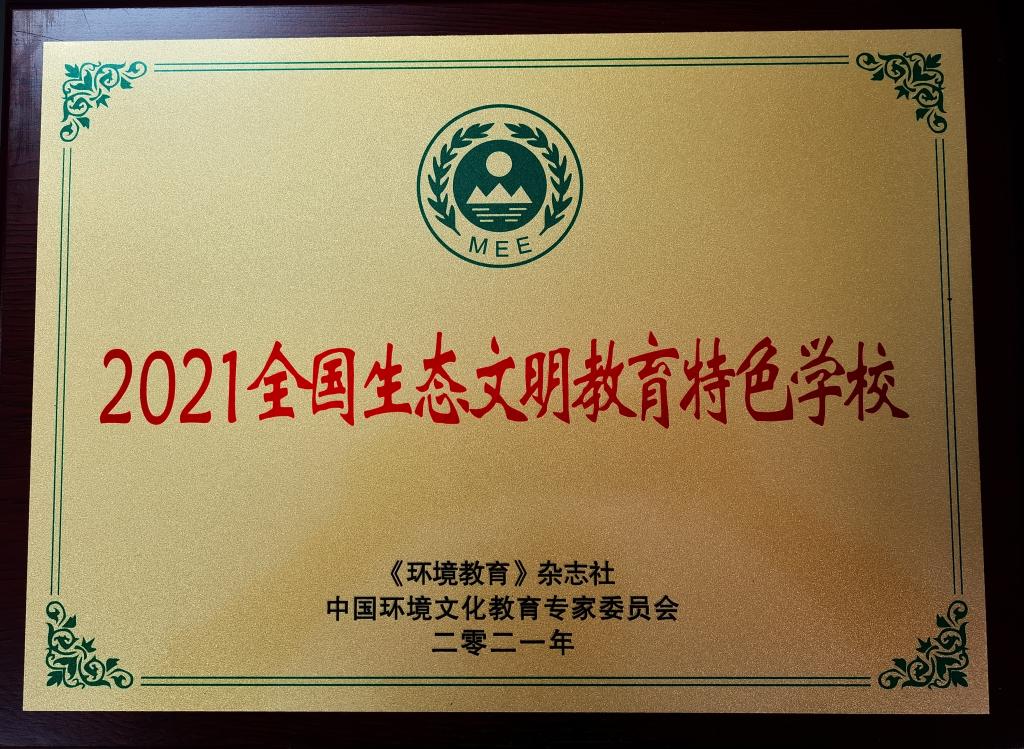 MEE
2021全国生态文明教育特色学校
《环境教育》杂志社
中国环境文化教育专家委员会
二零二一年